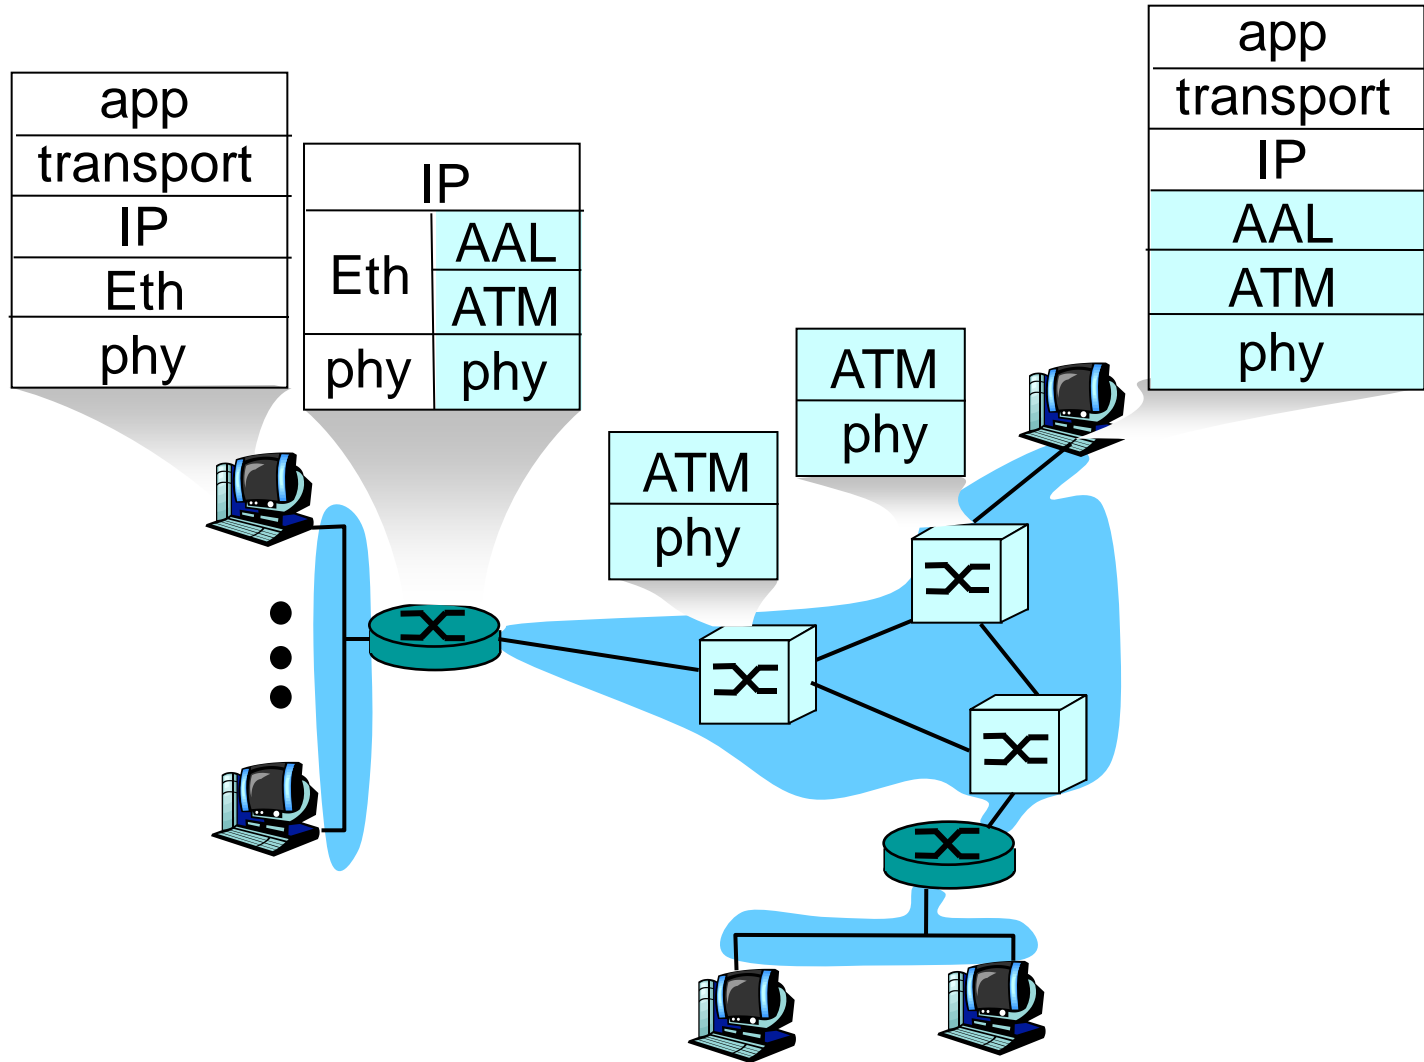 app
transport
IP
Eth
phy
IP
Eth
AAL
ATM
phy
phy
ATM
phy
ATM
phy
app
transport
IP
AAL
ATM
phy